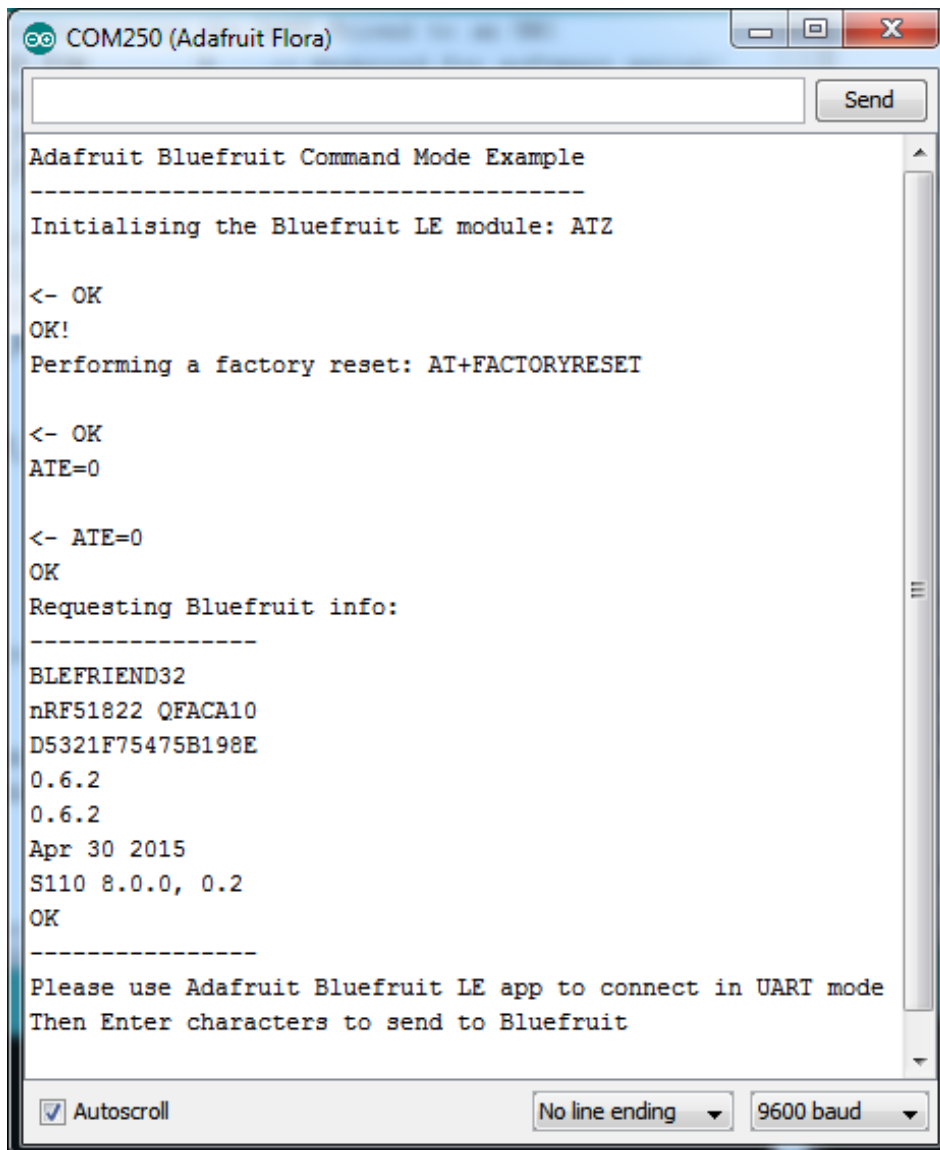 COM250 (Adafruit Flora)
Send
Adafruit Bluefruit Command Mode Example
---------------------------------------
Initialising the Bluefruit LE module: ATZ
<- OK
OK!
Performing a factory reset: AT+FACTORYRESET
<- OK
ATE=0
<- ATE=0
OK
Requesting Bluefruit info:
----------------
BLEFRIEND32
nRF51822 QFACA10
D5321F75475B198E
0.6.2
0.6.2
Apr 30 2015
S110 8.0.0, 0.2
OK
----------------
Please use Adafruit Bluefruit LE app to connect in UART mode
Then Enter characters to send to Bluefruit
Autoscroll
No line ending
9600 baud